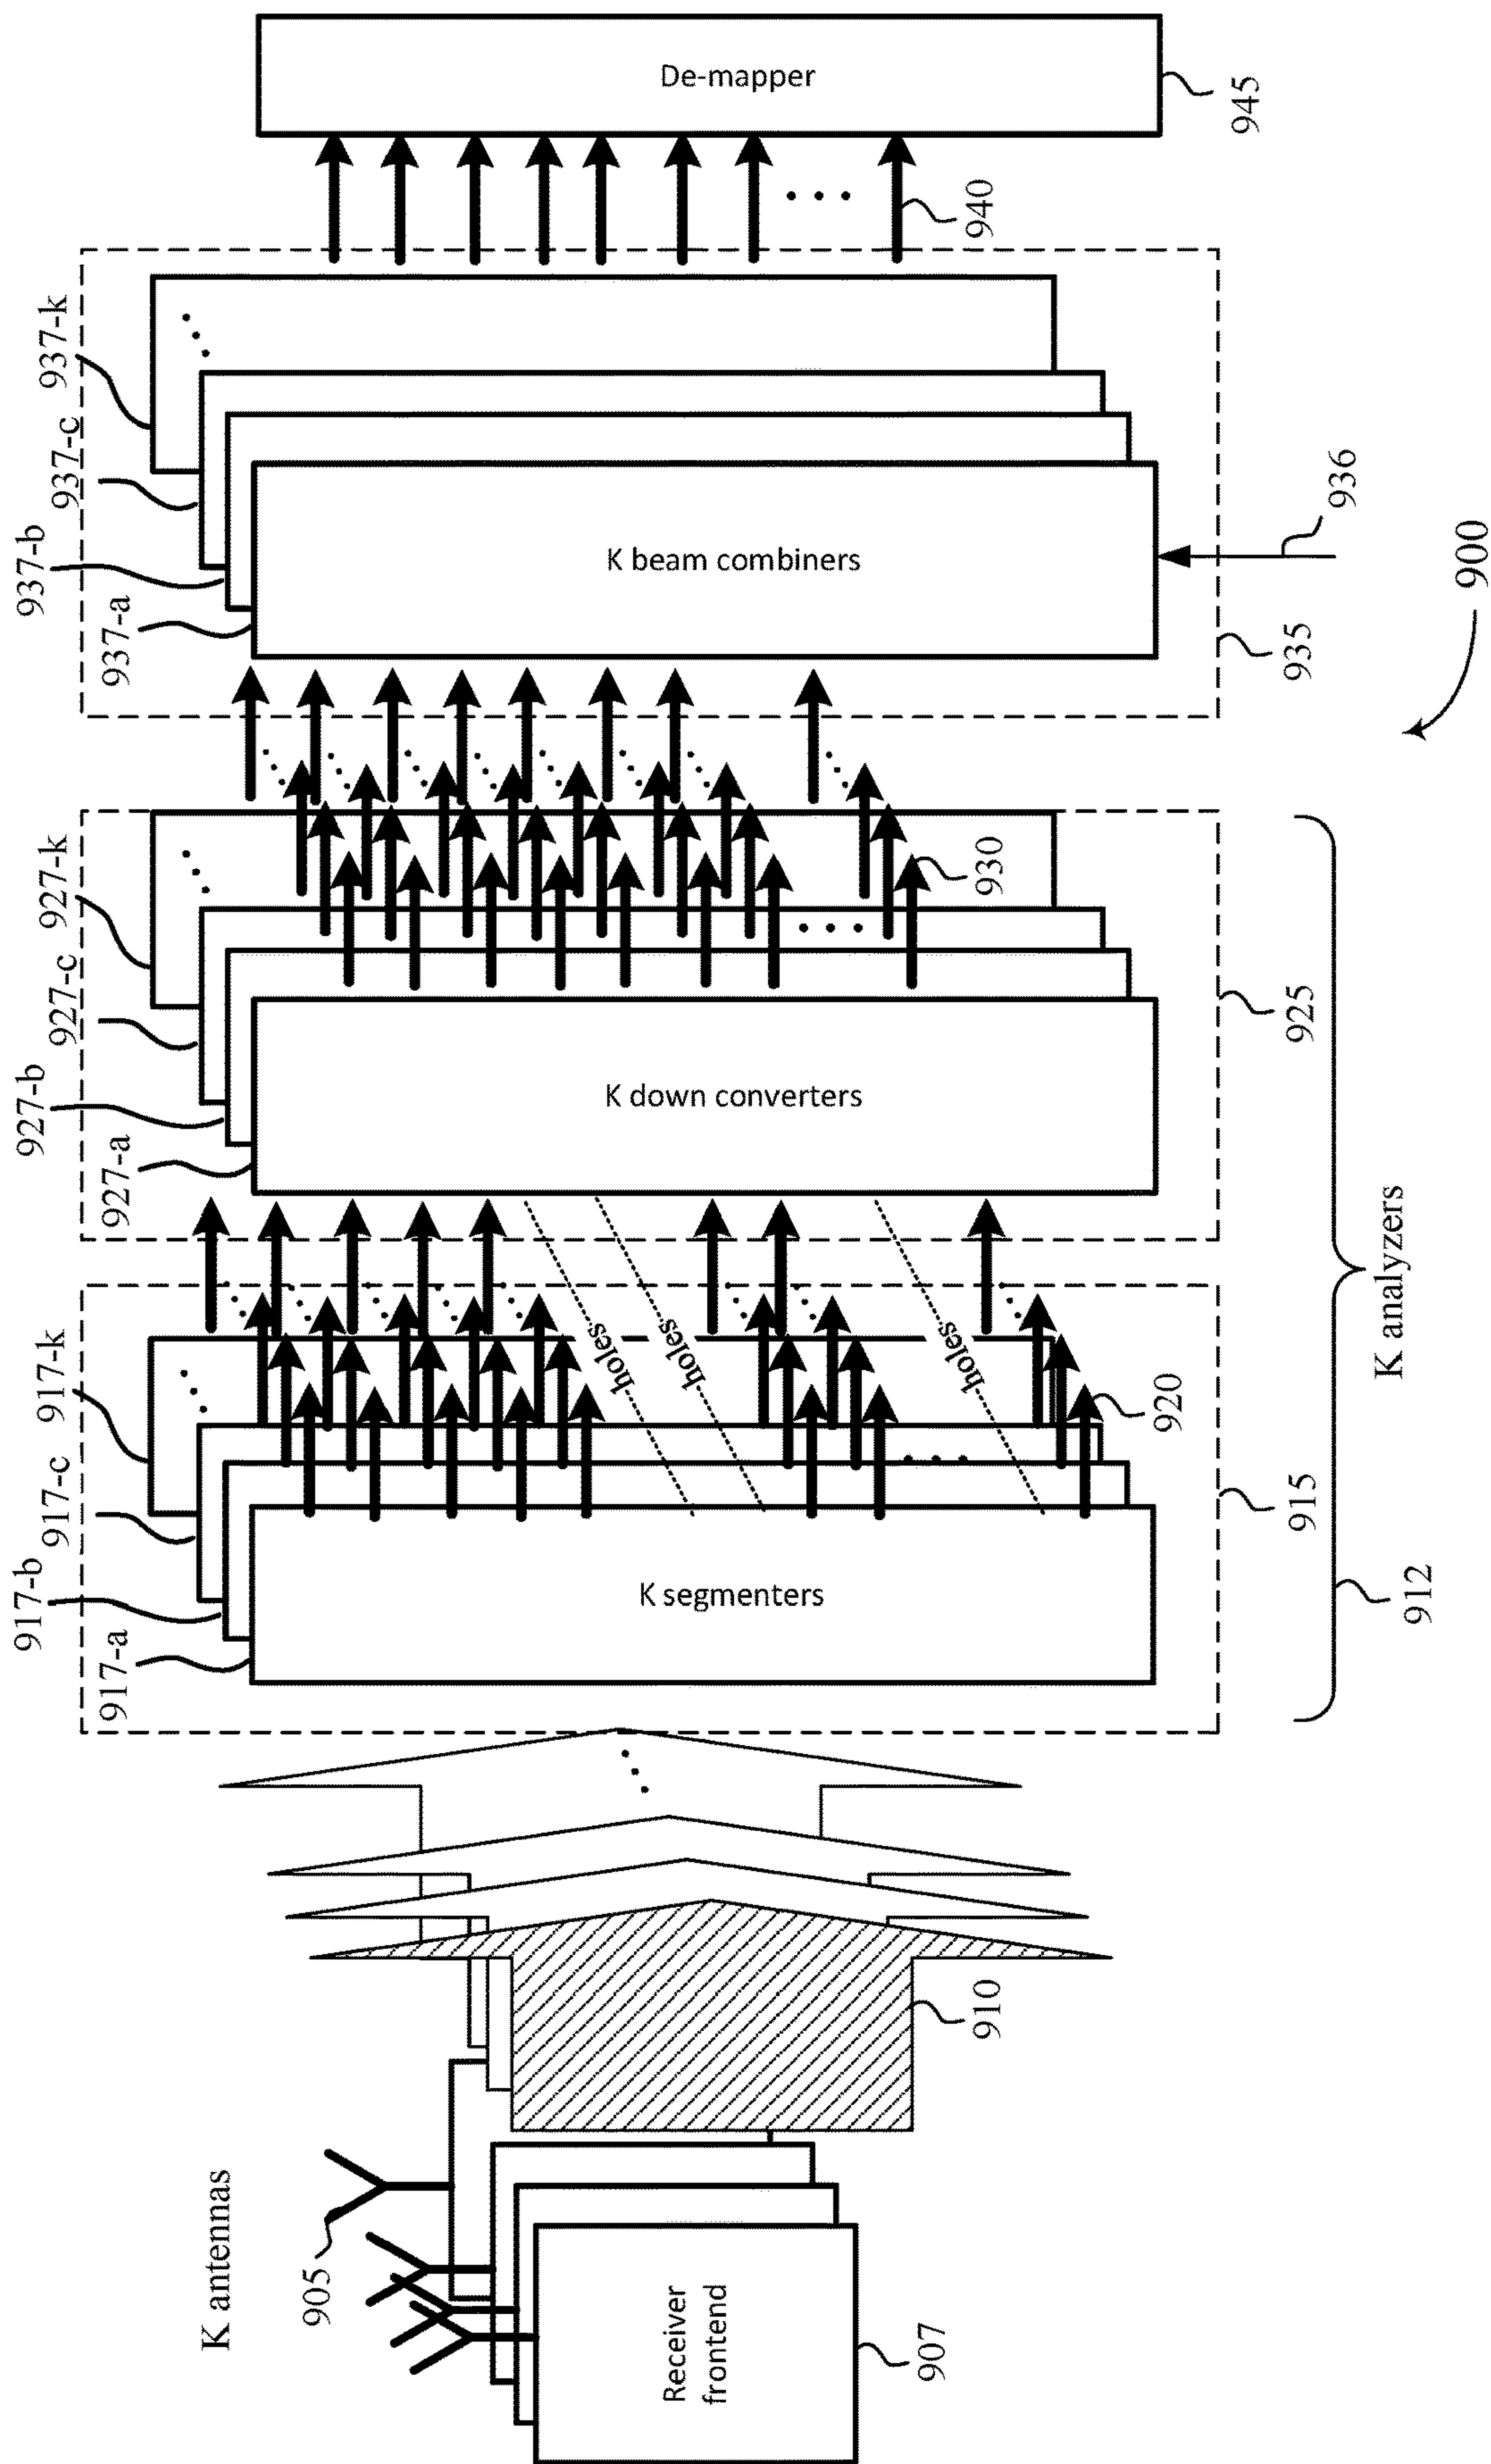 K antennas
905
Receiver
frontend
907
910
917-a
917-b
917-c
917-k
K segmenters
holes
holes
holes
920
915
912
K analyzers
927-a
927-b
927-c
927-k
K down converters
930
925
937-a
937-b
937-c
937-k
K beam combiners
936
935
900
940
De-mapper
945